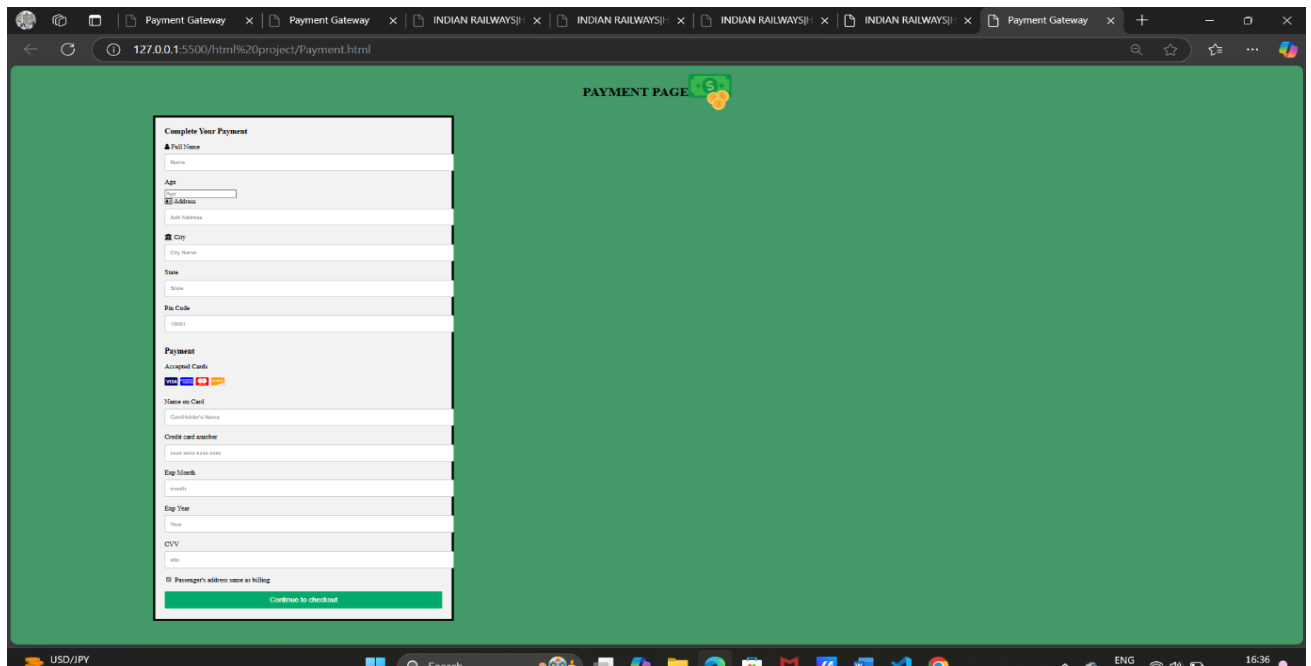 Payment Gateway
Payment Gateway
INDIAN RAILWAYS|H
INDIAN RAILWAYS|H
INDIAN RAILWAYS|H
INDIAN RAILWAYS|H
Payment Gateway
127.0.0.1:5500/html%20project/Payment.html
PAYMENT PAGE
Complete Your Payment
Full Name
Name
Age
Age
Address
Add Address
City
City Name
State
State
Pin Code
10001
Payment
Accepted Cards
VISA
Name on Card
CardHolder's Name
Credit card number
xxxx-xxxx-xxxx-xxxx
Exp Month
month
Exp Year
Year
CVV
Passenger's address same as billing
Continue to checkout
USD/JPY
Search
ENG
16:36